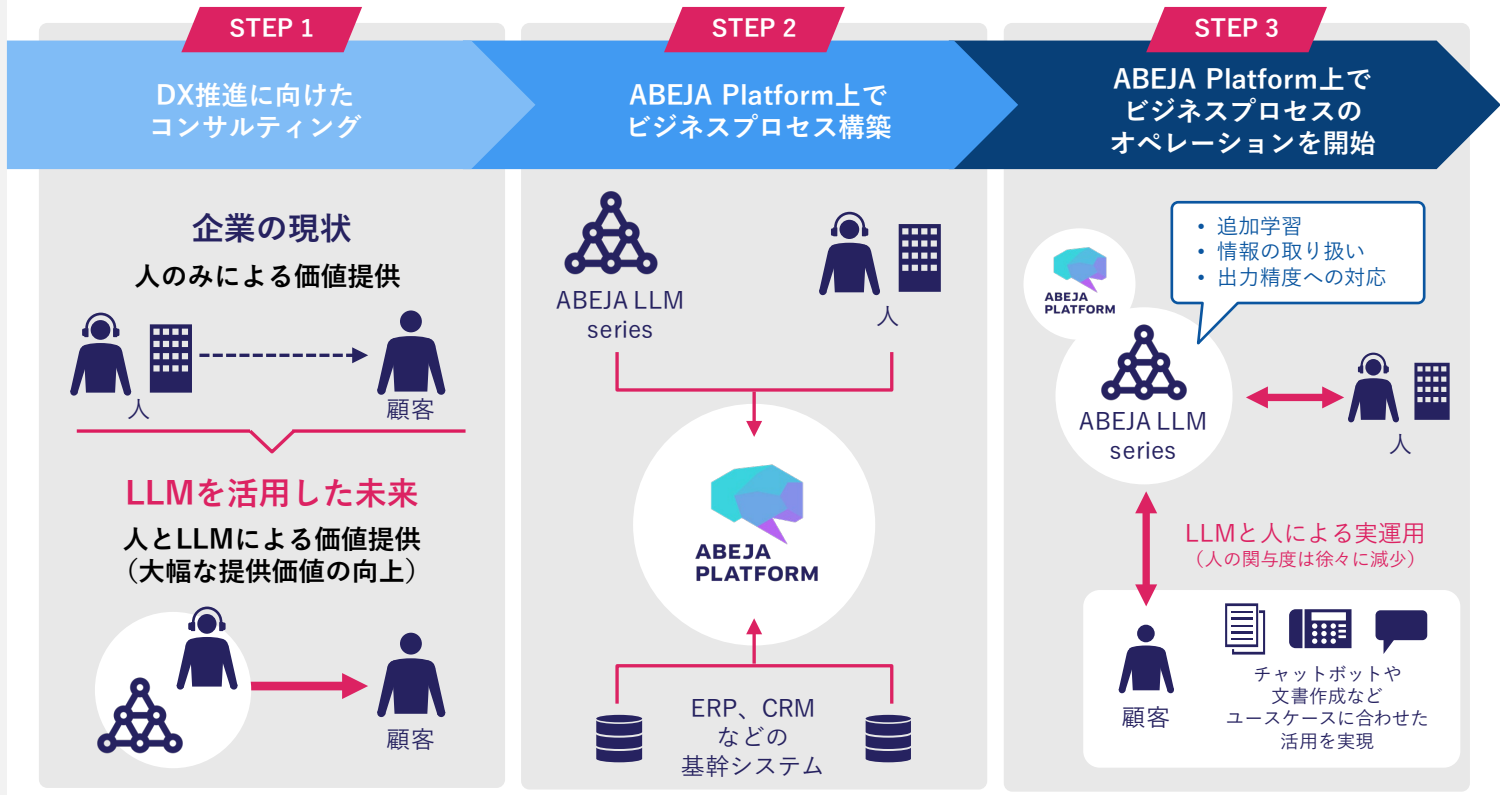 STEP 1
DX推進に向けた
コンサルティング
企業の現状
人のみによる価値提供
人
顧客
LLMを活用した未来
人とLLMによる価値提供
（大幅な提供価値の向上）
顧客
STEP 2
ABEJA Platform上で
ビジネスプロセス構築
ABEJA LLM
series
人
ABEJA
PLATFORM
ERP、CRM
などの
基幹システム
STEP 3
ABEJA Platform上で
ビジネスプロセスの
オペレーションを開始
• 追加学習
• 情報の取り扱い
• 出力精度への対応
ABEJA
PLATFORM
ABEJA LLM
series
人
LLMと人による実運用
（人の関与度は徐々に減少）
顧客
チャットボットや
文書作成など
ユースケースに合わせた
活用を実現